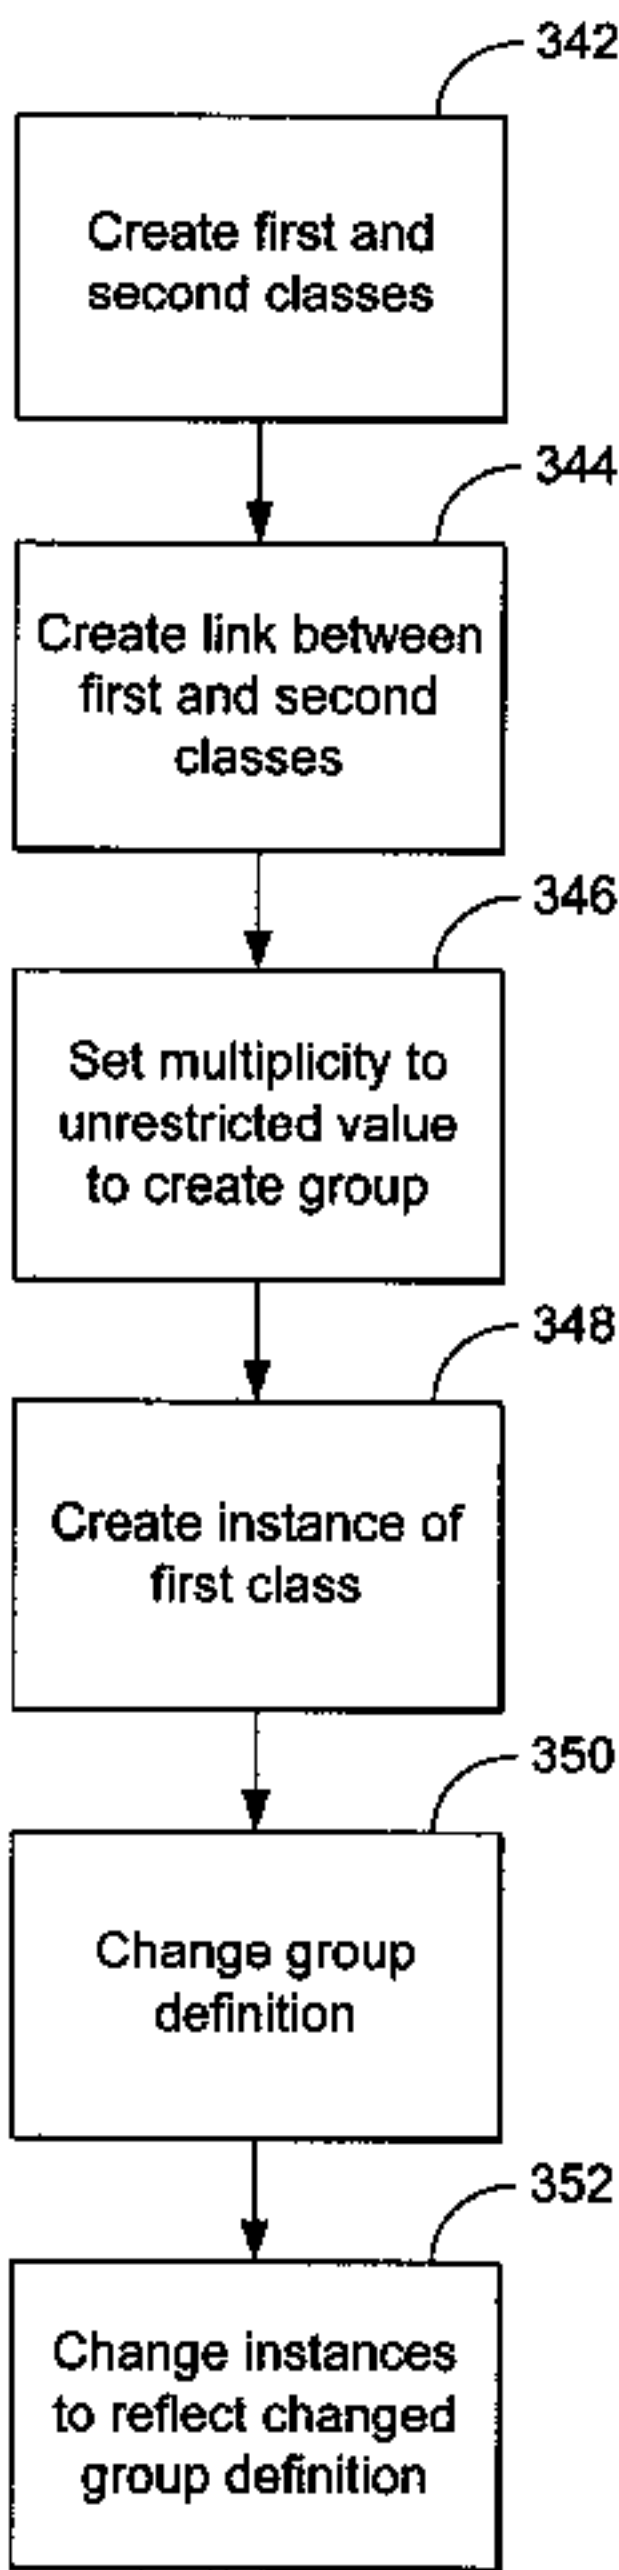 342
Create first and
second classes
344
Create link between
first and second
classes
346
Set multiplicity to
unrestricted value
to create group
348
Create instance of
first class
350
Change group
definition
352
Change instances
to reflect changed
group definition